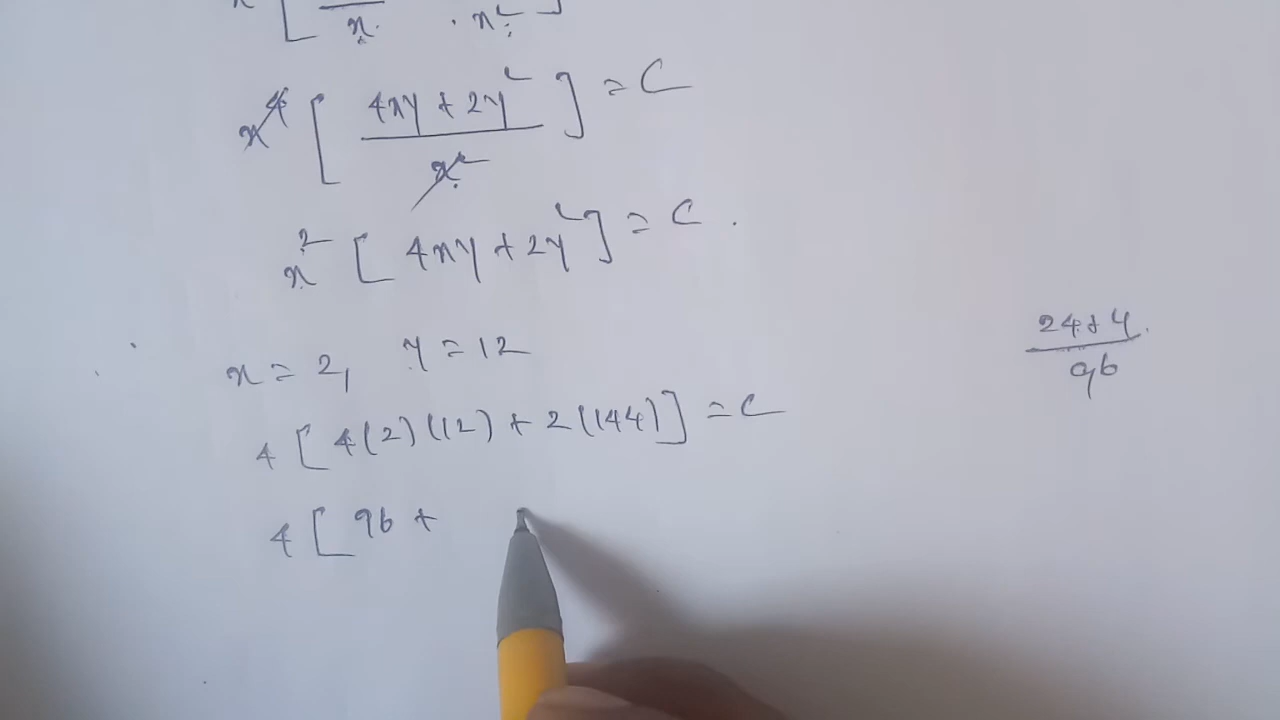 x [ / x · x² ]
x⁴ [ 4xy + 2y² / x² ] = C
x² [ 4xy + 2y² ] = C.
x = 2, y = 12
24+4 / 96
4 [ 4(2)(12) + 2(144) ] = C
4 [ 96 +